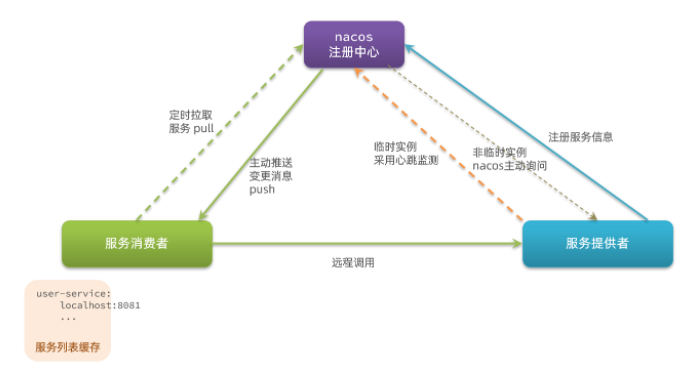 nacos
注册中心
定时拉取
服务 pull
主动推送
变更消息
push
临时实例
采用心跳监测
非临时实例
nacos主动询问
注册服务信息
服务消费者
服务提供者
远程调用
user-service:
localhost:8081
...
服务列表缓存